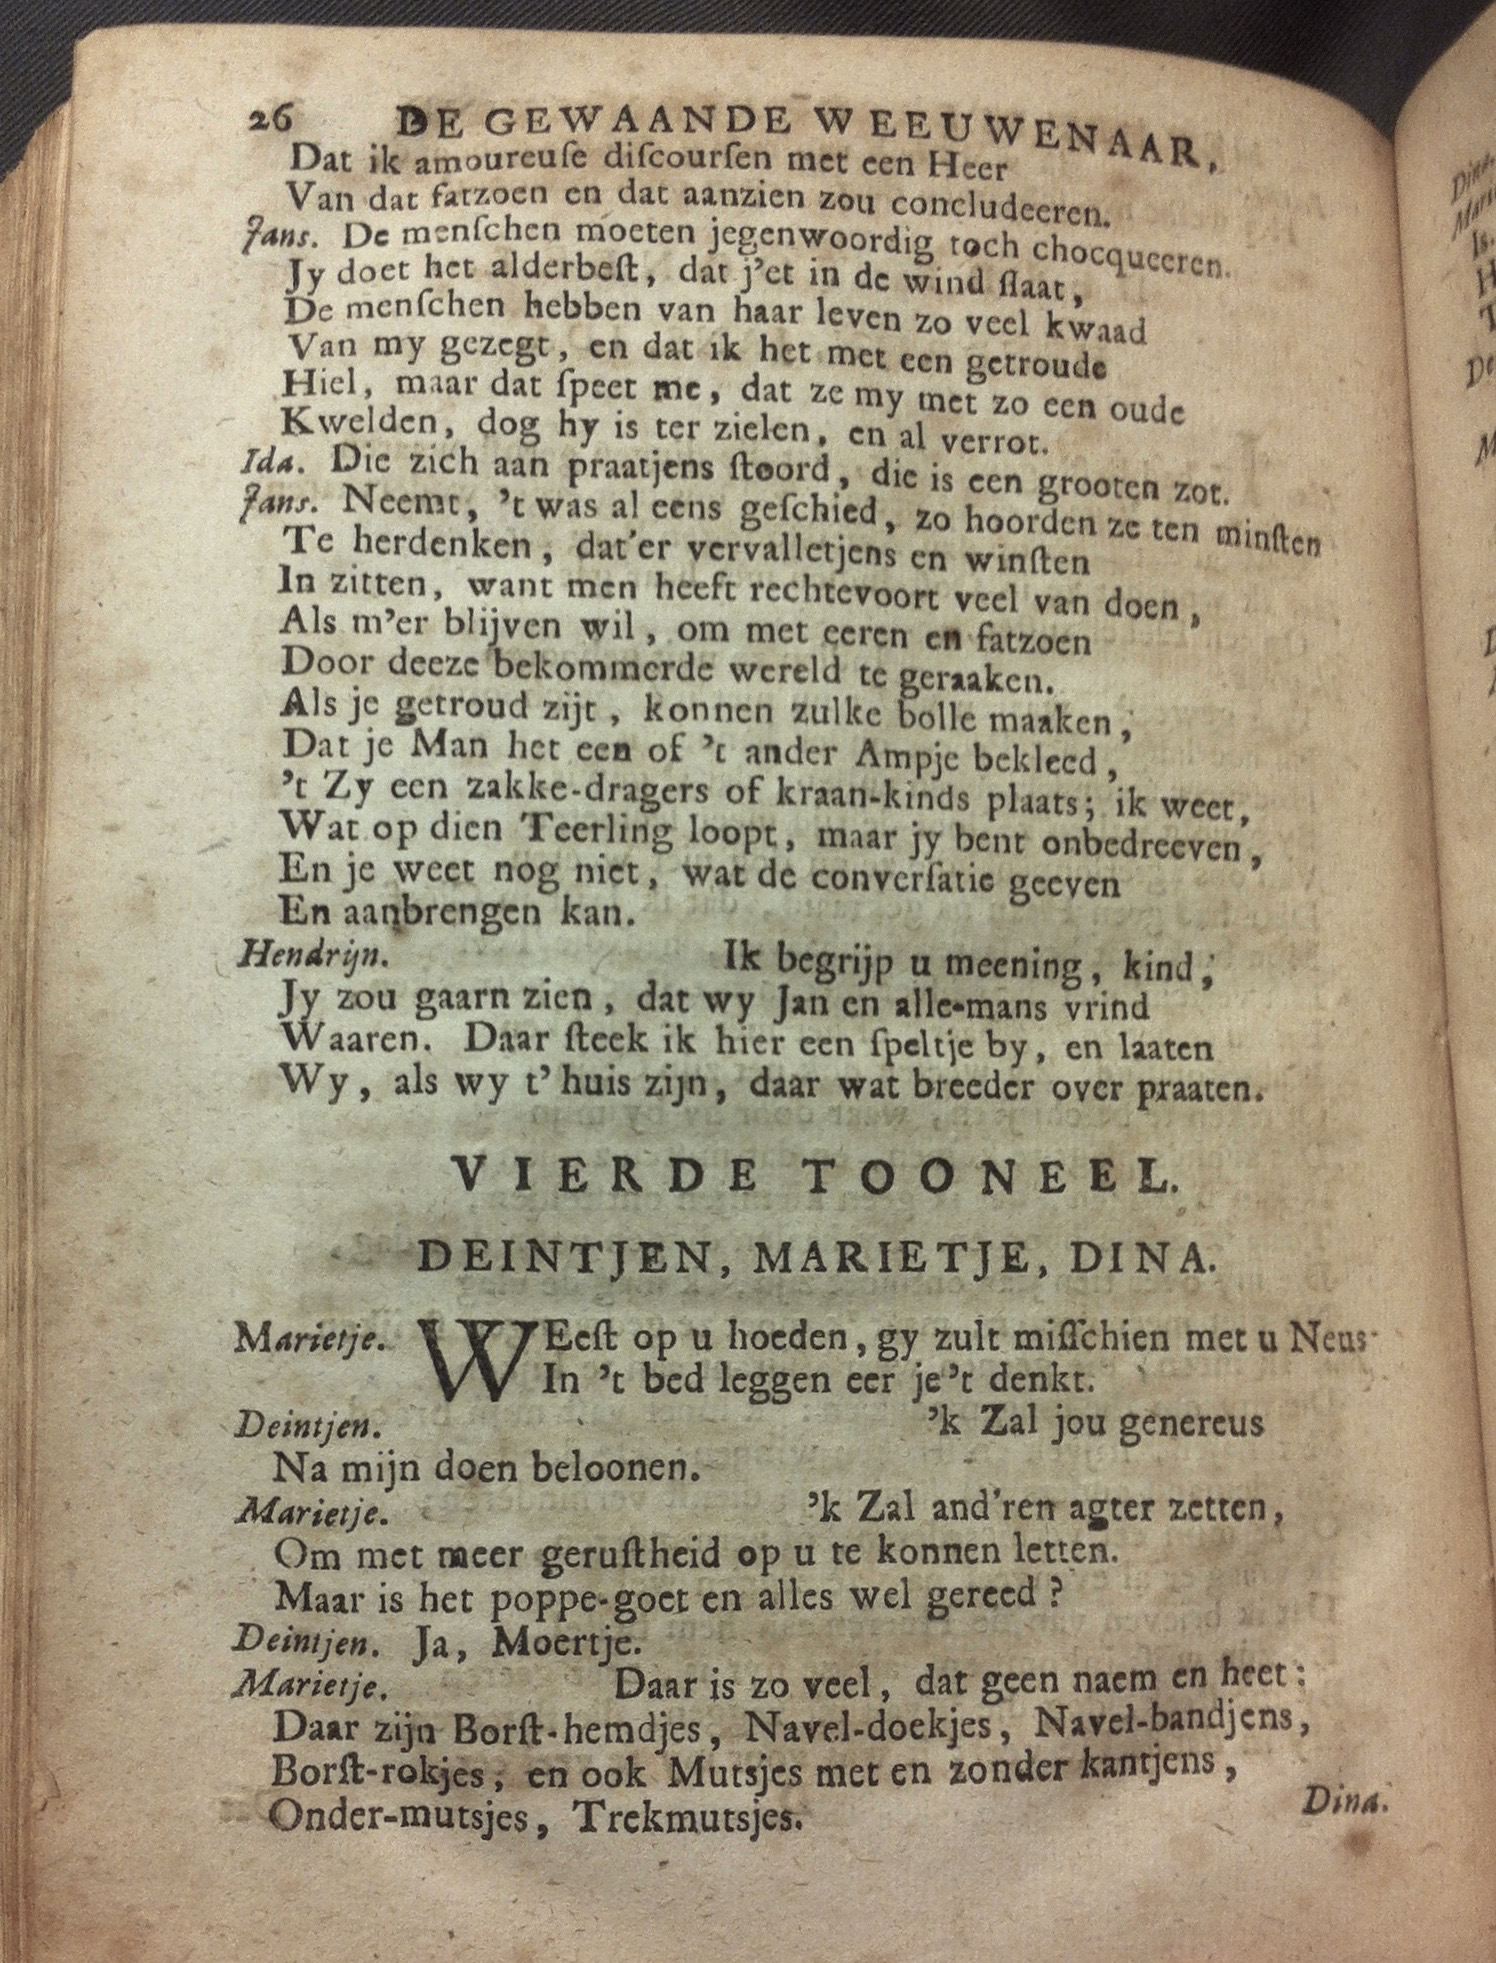 26 DE GEWAANDE WEEUWENAAR,
Dat ik amoureuſe diſcourſen met een Heer
Van dat fatzoen en dat aanzien zou concludeeren.
Jans. De menſchen moeten jegenwoordig toch chocqueeren.
Jy doet het alderbeſt, dat j'et in de wind ſlaat,
De menſchen hebben van haar leven zo veel kwaad
Van my gezegt, en dat ik het met een getroude
Hiel, maar dat ſpeet me, dat ze my met zo een oude
Kwelden, dog hy is ter zielen, en al verrot.
Ida. Die zich aan praatjens ſtoord, die is een grooten zot.
Jans. Neemt, 't was al eens geſchied, zo hoorden ze ten minſten
Te herdenken, dat'er vervalletjens en winſten
In zitten, want men heeft rechtevoort veel van doen,
Als m'er blijven wil, om met eeren en fatzoen
Door deeze bekommerde wereld te geraaken.
Als je getroud zijt, konnen zulke bolle maaken,
Dat je Man het een of 't ander Ampje bekleed,
't Zy een zakke-dragers of kraan-kinds plaats; ik weet,
Wat op dien Teerling loopt, maar jy bent onbedreeven,
En je weet nog niet, wat de converſatie geeven
En aanbrengen kan.
Hendrijn. Ik begrijp u meening, kind,
Jy zou gaarn zien, dat wy Jan en alle-mans vrind
Waaren. Daar ſteek ik hier een ſpeltje by, en laaten
Wy, als wy t'huis zijn, daar wat breeder over praaten.
VIERDE TOONEEL.
DEINTJEN, MARIETJE, DINA.
Marietje. WEeſt op u hoeden, gy zult miſſchien met u Neus
In 't bed leggen eer je 't denkt.
Deintjen. 'k Zal jou genereus
Na mijn doen beloonen.
Marietje. 'k Zal and'ren agter zetten,
Om met meer geruſtheid op u te konnen letten.
Maar is het poppe-goet en alles wel gereed?
Deintjen. Ja, Moertje.
Marietje. Daar is zo veel, dat geen naem en heet:
Daar zijn Borſt-hemdjes, Navel-doekjes, Navel-bandjens,
Borſt-rokjes, en ook Mutsjes met en zonder kantjens,
Onder-mutsjes, Trekmutsjes.
Dina.